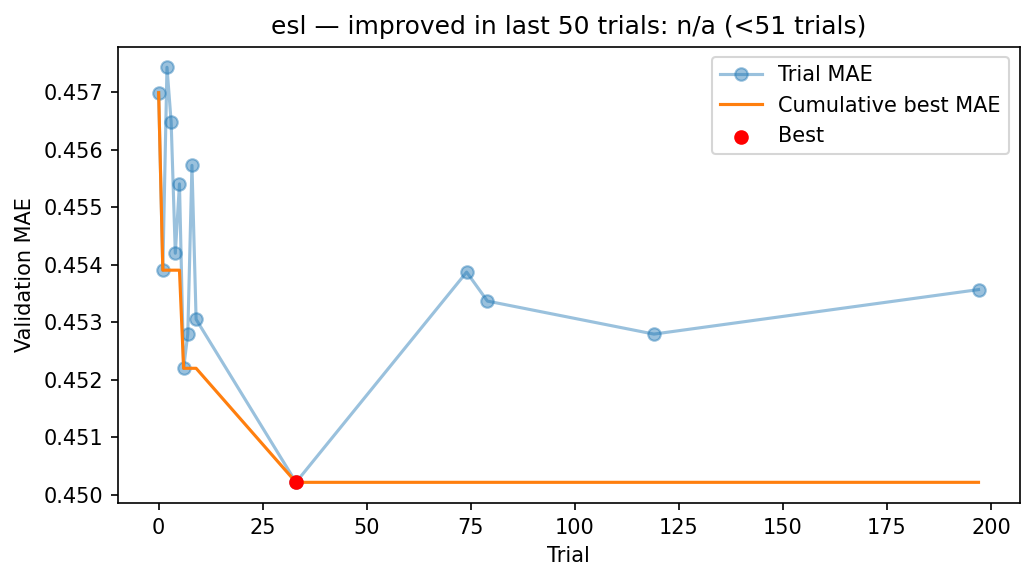 esl — improved in last 50 trials: n/a (<51 trials)
Trial MAE
Cumulative best MAE
Best
Validation MAE
0.457
0.456
0.455
0.454
0.453
0.452
0.451
0.450
0 25 50 75 100 125 150 175 200
Trial